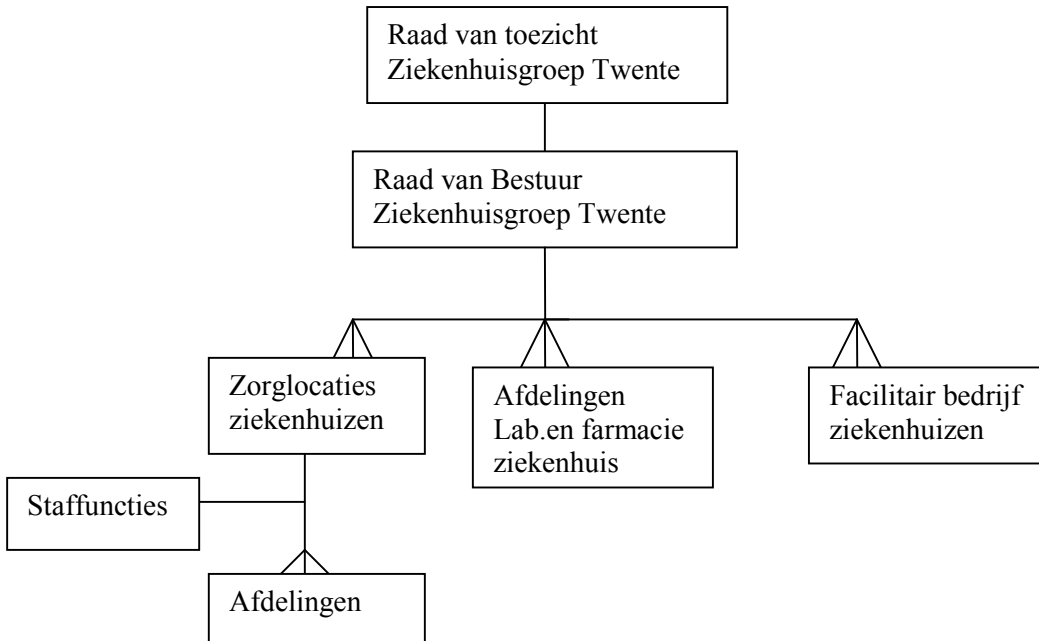 Raad van toezicht
Ziekenhuisgroep Twente
Raad van Bestuur
Ziekenhuisgroep Twente
Zorglocaties
ziekenhuizen
Afdelingen
Lab.en farmacie
ziekenhuis
Facilitair bedrijf
ziekenhuizen
Staffuncties
Afdelingen